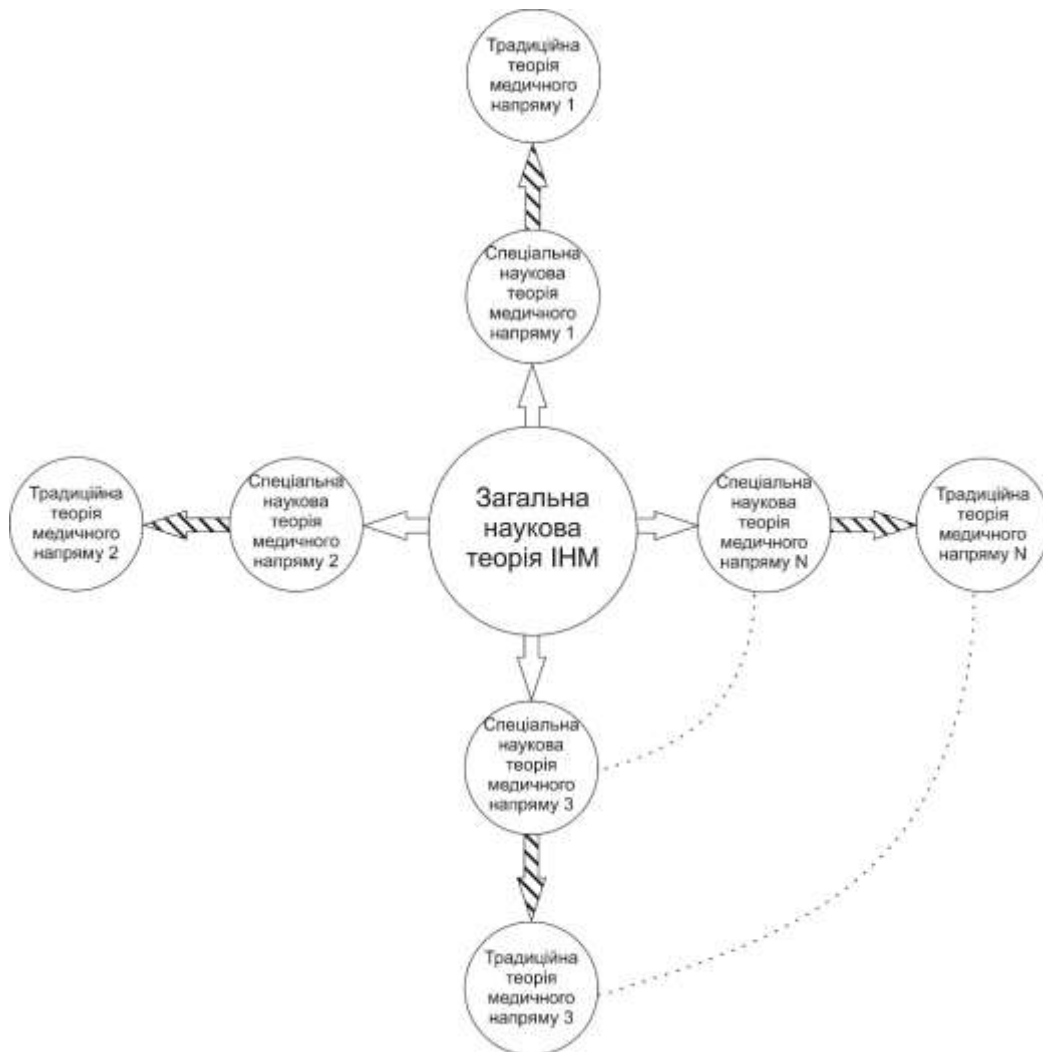 Традиційна
теорія
медичного
напряму 1
Спеціальна
наукова
теорія
медичного
напряму 1
Традиційна
теорія
медичного
напряму 2
Спеціальна
наукова
теорія
медичного
напряму 2
Загальна
наукова
теорія ІНМ
Спеціальна
наукова
теорія
медичного
напряму N
Традиційна
теорія
медичного
напряму N
Спеціальна
наукова
теорія
медичного
напряму 3
Традиційна
теорія
медичного
напряму 3